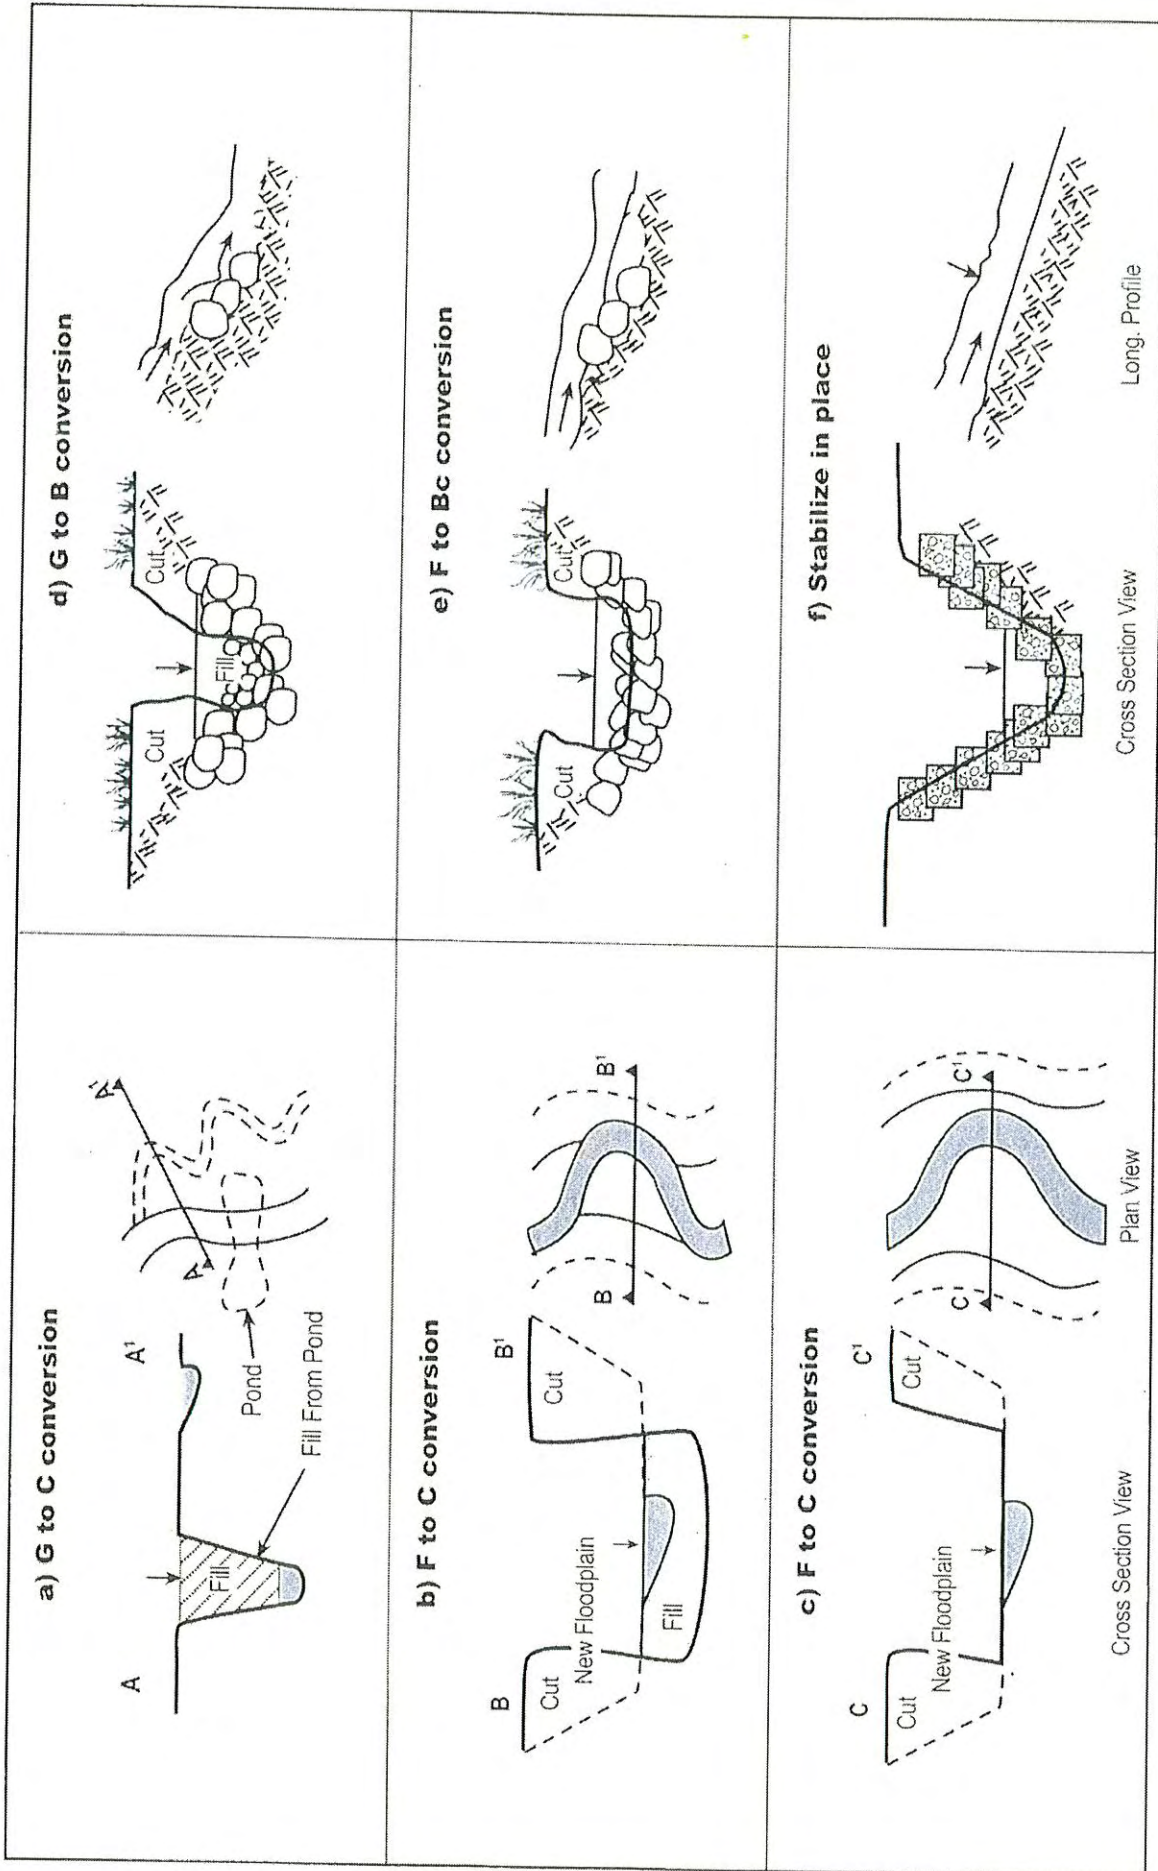 a) G to C conversion
A
A¹
Fill
Pond
Fill From Pond
A
A'
b) F to C conversion
B
B¹
Cut
Cut
New Floodplain
Fill
B
B¹
c) F to C conversion
C
C¹
Cut
Cut
New Floodplain
C¹
C¹
Cross Section View
Plan View
d) G to B conversion
Cut
Cut
Fill
e) F to Bc conversion
Cut
Cut
f) Stabilize in place
Cross Section View
Long. Profile